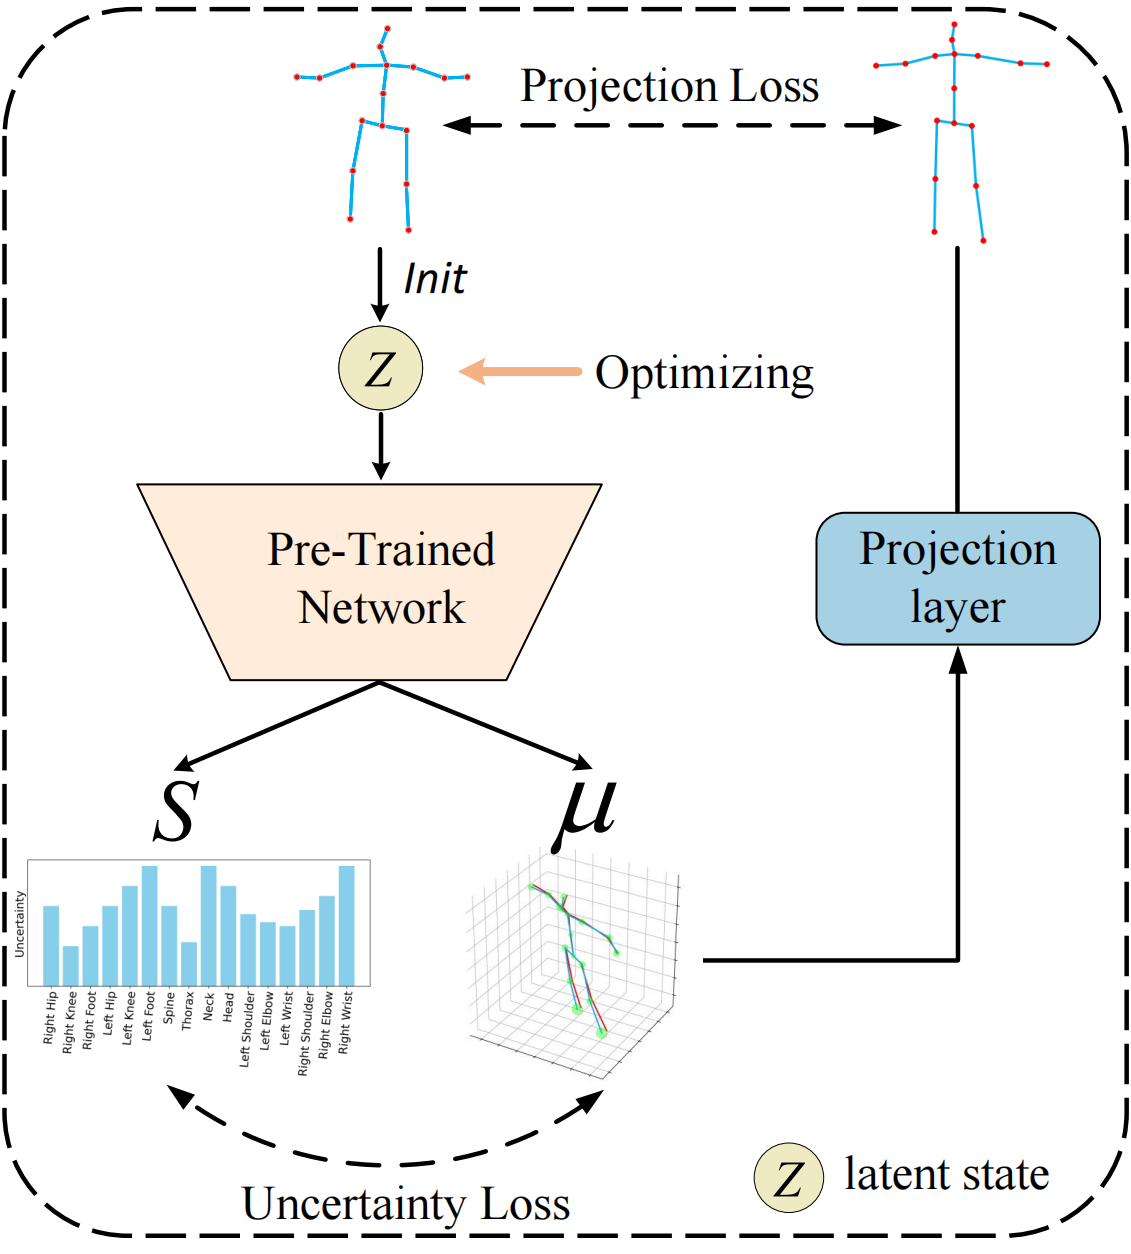 Projection Loss
Init
Z
Optimizing
Pre-Trained
Network
Projection
layer
S
μ
Uncertainty
Right Hip
Right Knee
Right Foot
Left Hip
Left Knee
Left Foot
Spine
Thorax
Neck
Head
Left Shoulder
Left Elbow
Left Wrist
Right Shoulder
Right Elbow
Right Wrist
Uncertainty Loss
Z latent state